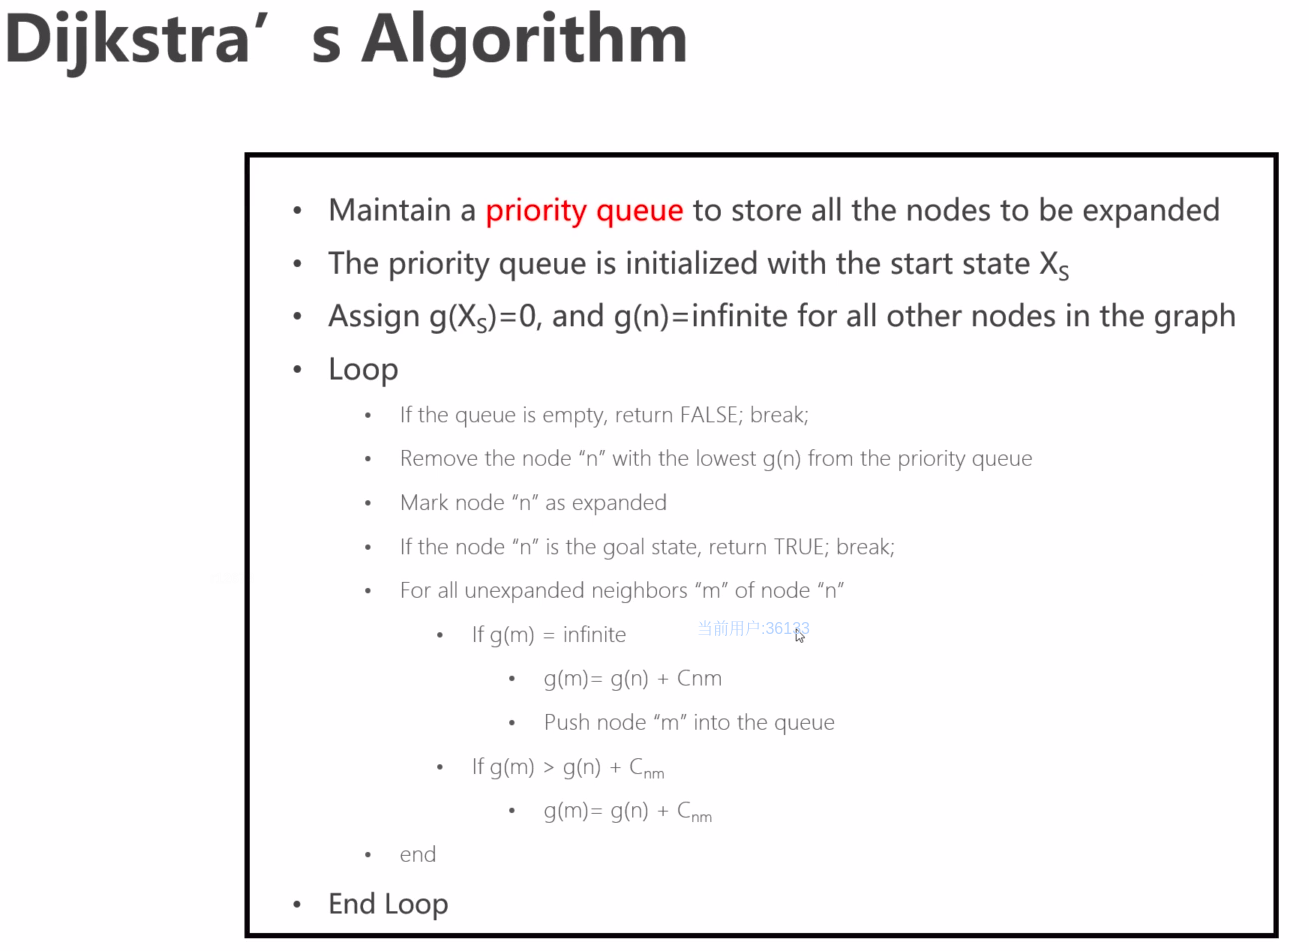 Dijkstra’s Algorithm
• Maintain a priority queue to store all the nodes to be expanded
• The priority queue is initialized with the start state X_S
• Assign g(X_S)=0, and g(n)=infinite for all other nodes in the graph
• Loop
• If the queue is empty, return FALSE; break;
• Remove the node “n” with the lowest g(n) from the priority queue
• Mark node “n” as expanded
• If the node “n” is the goal state, return TRUE; break;
• For all unexpanded neighbors “m” of node “n”
• If g(m) = infinite
当前用户:36133
• g(m)= g(n) + Cnm
• Push node “m” into the queue
• If g(m) > g(n) + C_nm
• g(m)= g(n) + C_nm
• end
• End Loop